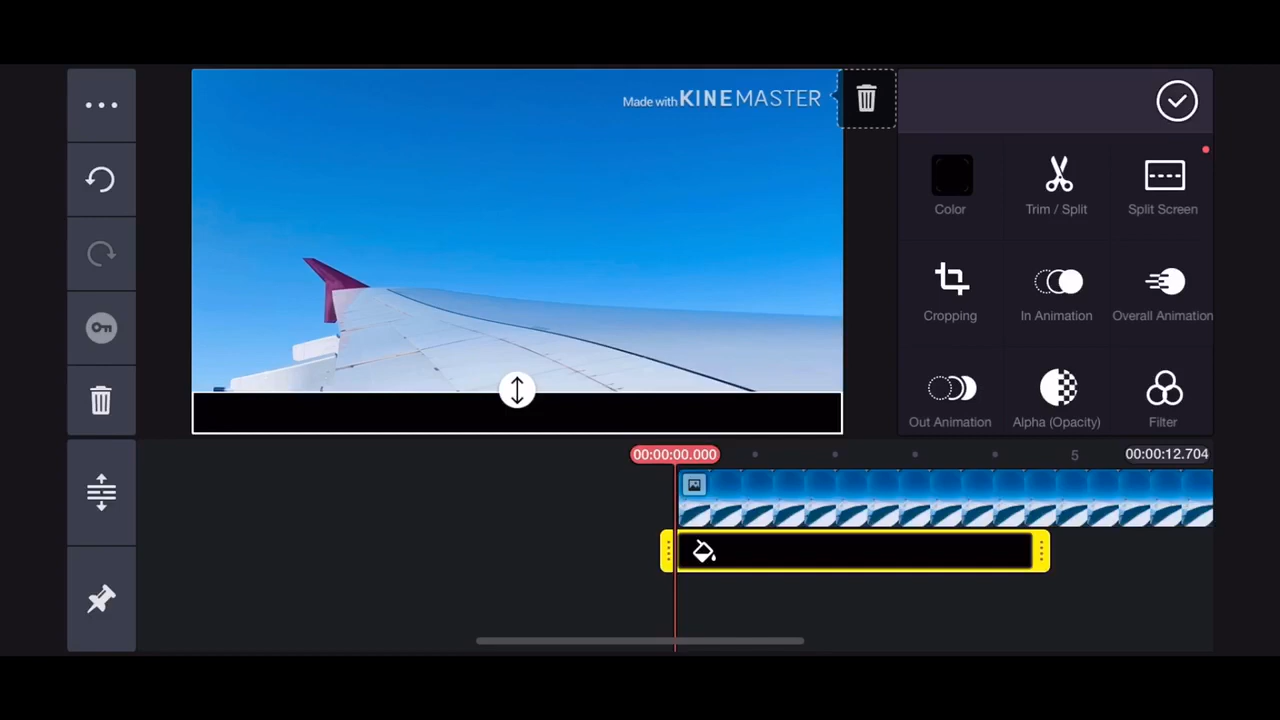 Made with KINEMASTER
Color
Trim / Split
Split Screen
Cropping
In Animation
Overall Animation
Out Animation
Alpha (Opacity)
Filter
00:00:00.000
5
00:00:12.704